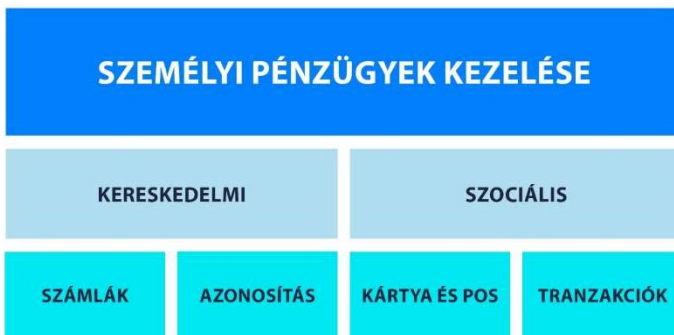 SZEMÉLYI PÉNZÜGYEK KEZELÉSE
KERESKEDELMI
SZOCIÁLIS
SZÁMLÁK
AZONOSÍTÁS
KÁRTYA ÉS POS
TRANZAKCIÓK